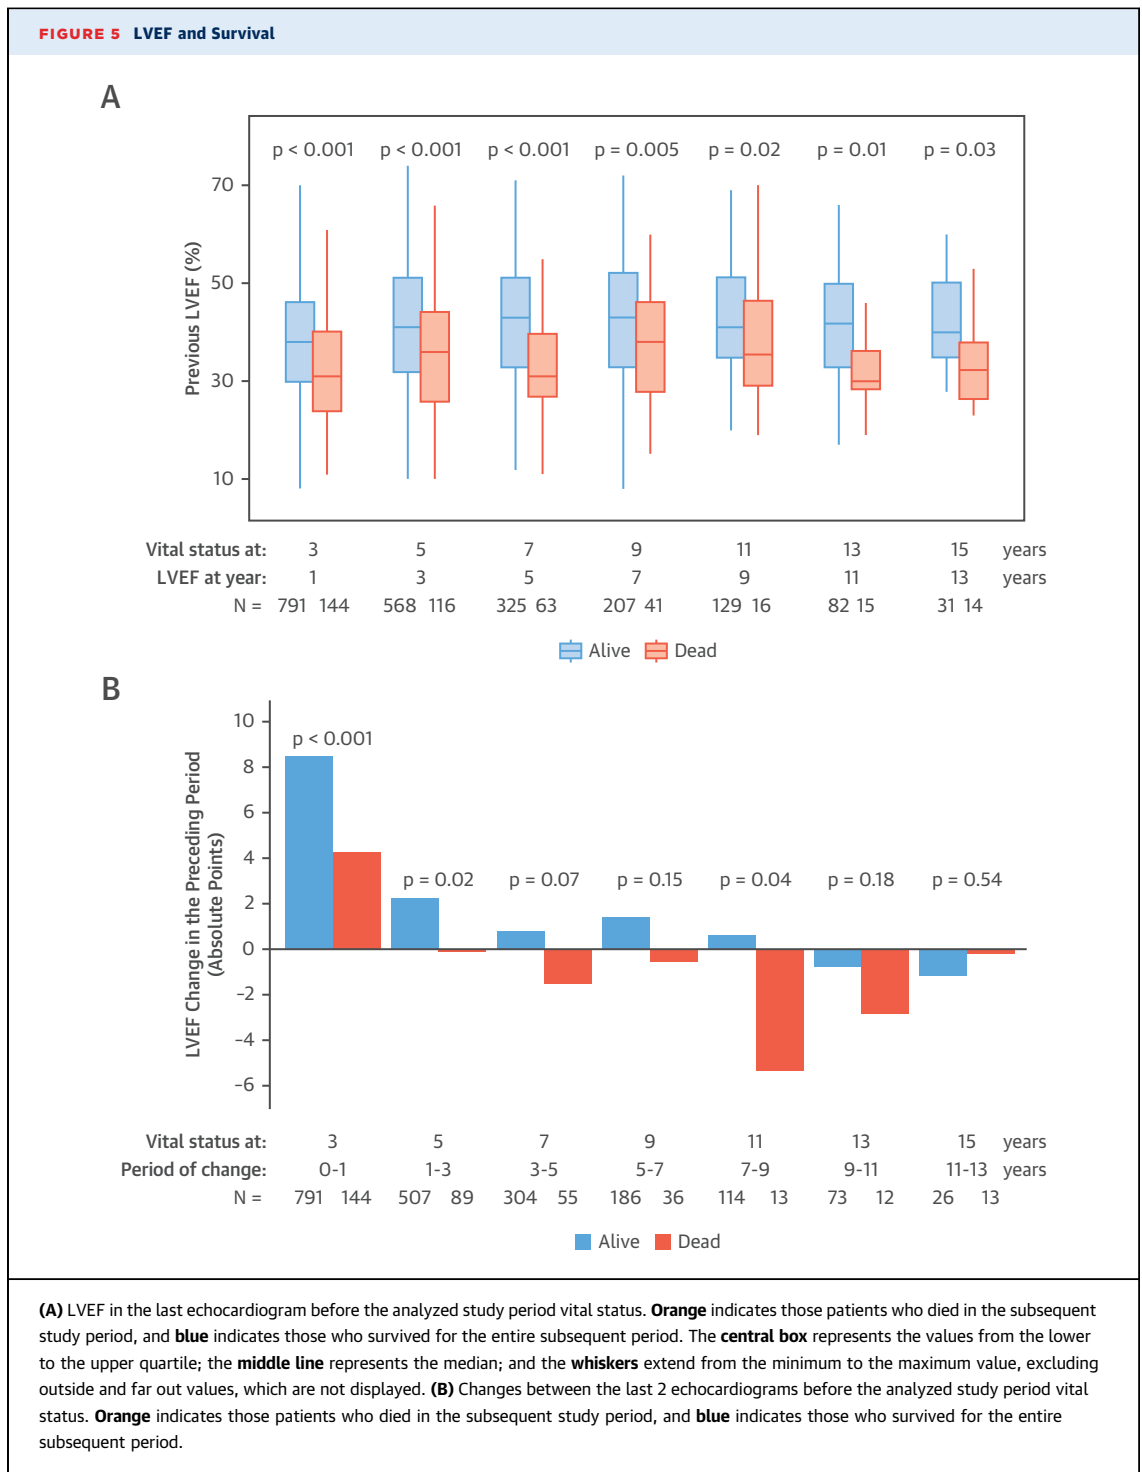 FIGURE 5 LVEF and Survival
A
p < 0.001 p < 0.001 p < 0.001 p = 0.005 p = 0.02 p = 0.01 p = 0.03
70
50
30
10
Previous LVEF (%)
Vital status at: 3 5 7 9 11 13 15 years
LVEF at year: 1 3 5 7 9 11 13 years
N = 791 144 568 116 325 63 207 41 129 16 82 15 31 14
Alive Dead
B
10
8
6
4
2
0
–2
–4
–6
LVEF Change in the Preceding Period
(Absolute Points)
p < 0.001
p = 0.02 p = 0.07 p = 0.15 p = 0.04 p = 0.18 p = 0.54
Vital status at: 3 5 7 9 11 13 15 years
Period of change: 0-1 1-3 3-5 5-7 7-9 9-11 11-13 years
N = 791 144 507 89 304 55 186 36 114 13 73 12 26 13
Alive Dead
(A) LVEF in the last echocardiogram before the analyzed study period vital status. Orange indicates those patients who died in the subsequent
study period, and blue indicates those who survived for the entire subsequent period. The central box represents the values from the lower
to the upper quartile; the middle line represents the median; and the whiskers extend from the minimum to the maximum value, excluding
outside and far out values, which are not displayed. (B) Changes between the last 2 echocardiograms before the analyzed study period vital
status. Orange indicates those patients who died in the subsequent study period, and blue indicates those who survived for the entire
subsequent period.